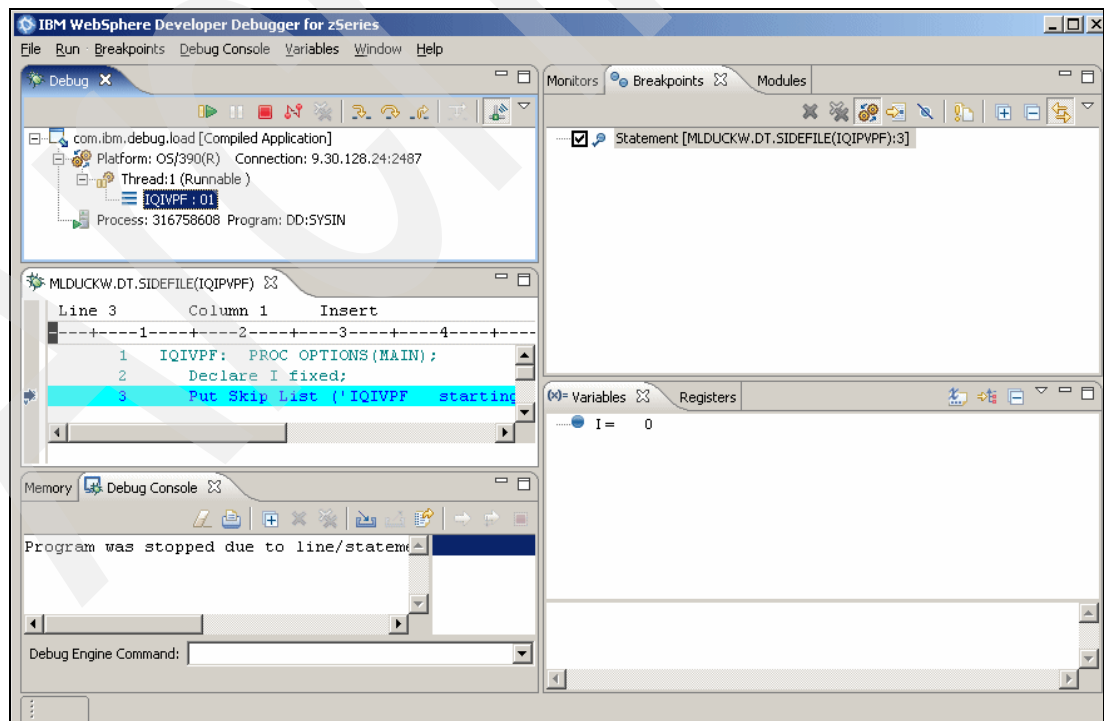 IBM WebSphere Developer Debugger for zSeries
File Run Breakpoints Debug Console Variables Window Help
Debug
com.ibm.debug.load [Compiled Application]
Platform: OS/390(R) Connection: 9.30.128.24:2487
Thread:1 (Runnable )
IQIVPF : 01
Process: 316758608 Program: DD:SYSIN
Monitors Breakpoints Modules
Statement [MLDUCKW.DT.SIDEFILE(IQIPVPF):3]
MLDUCKW.DT.SIDEFILE(IQIPVPF)
Line 3 Column 1 Insert
----+----1----+----2----+----3----+----4----+----
1 IQIVPF: PROC OPTIONS(MAIN);
2 Declare I fixed;
3 Put Skip List ('IQIVPF starting
(x)= Variables Registers
I = 0
Memory Debug Console
Program was stopped due to line/stateme
Debug Engine Command: